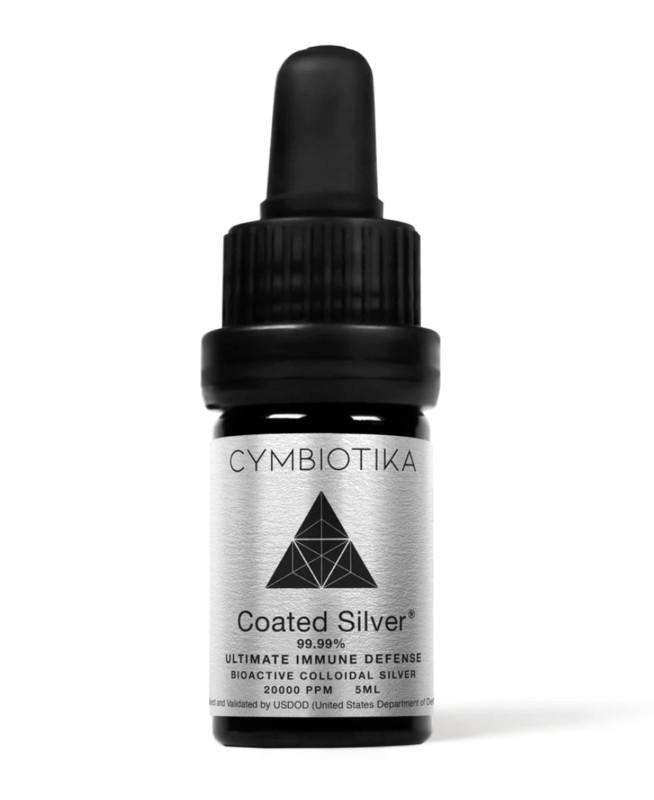 CYMBIOTIKA
Coated Silver®
99.99%
ULTIMATE IMMUNE DEFENSE
BIOACTIVE COLLOIDAL SILVER
20000 PPM 5ML
and Validated by USDOD (United States Department of